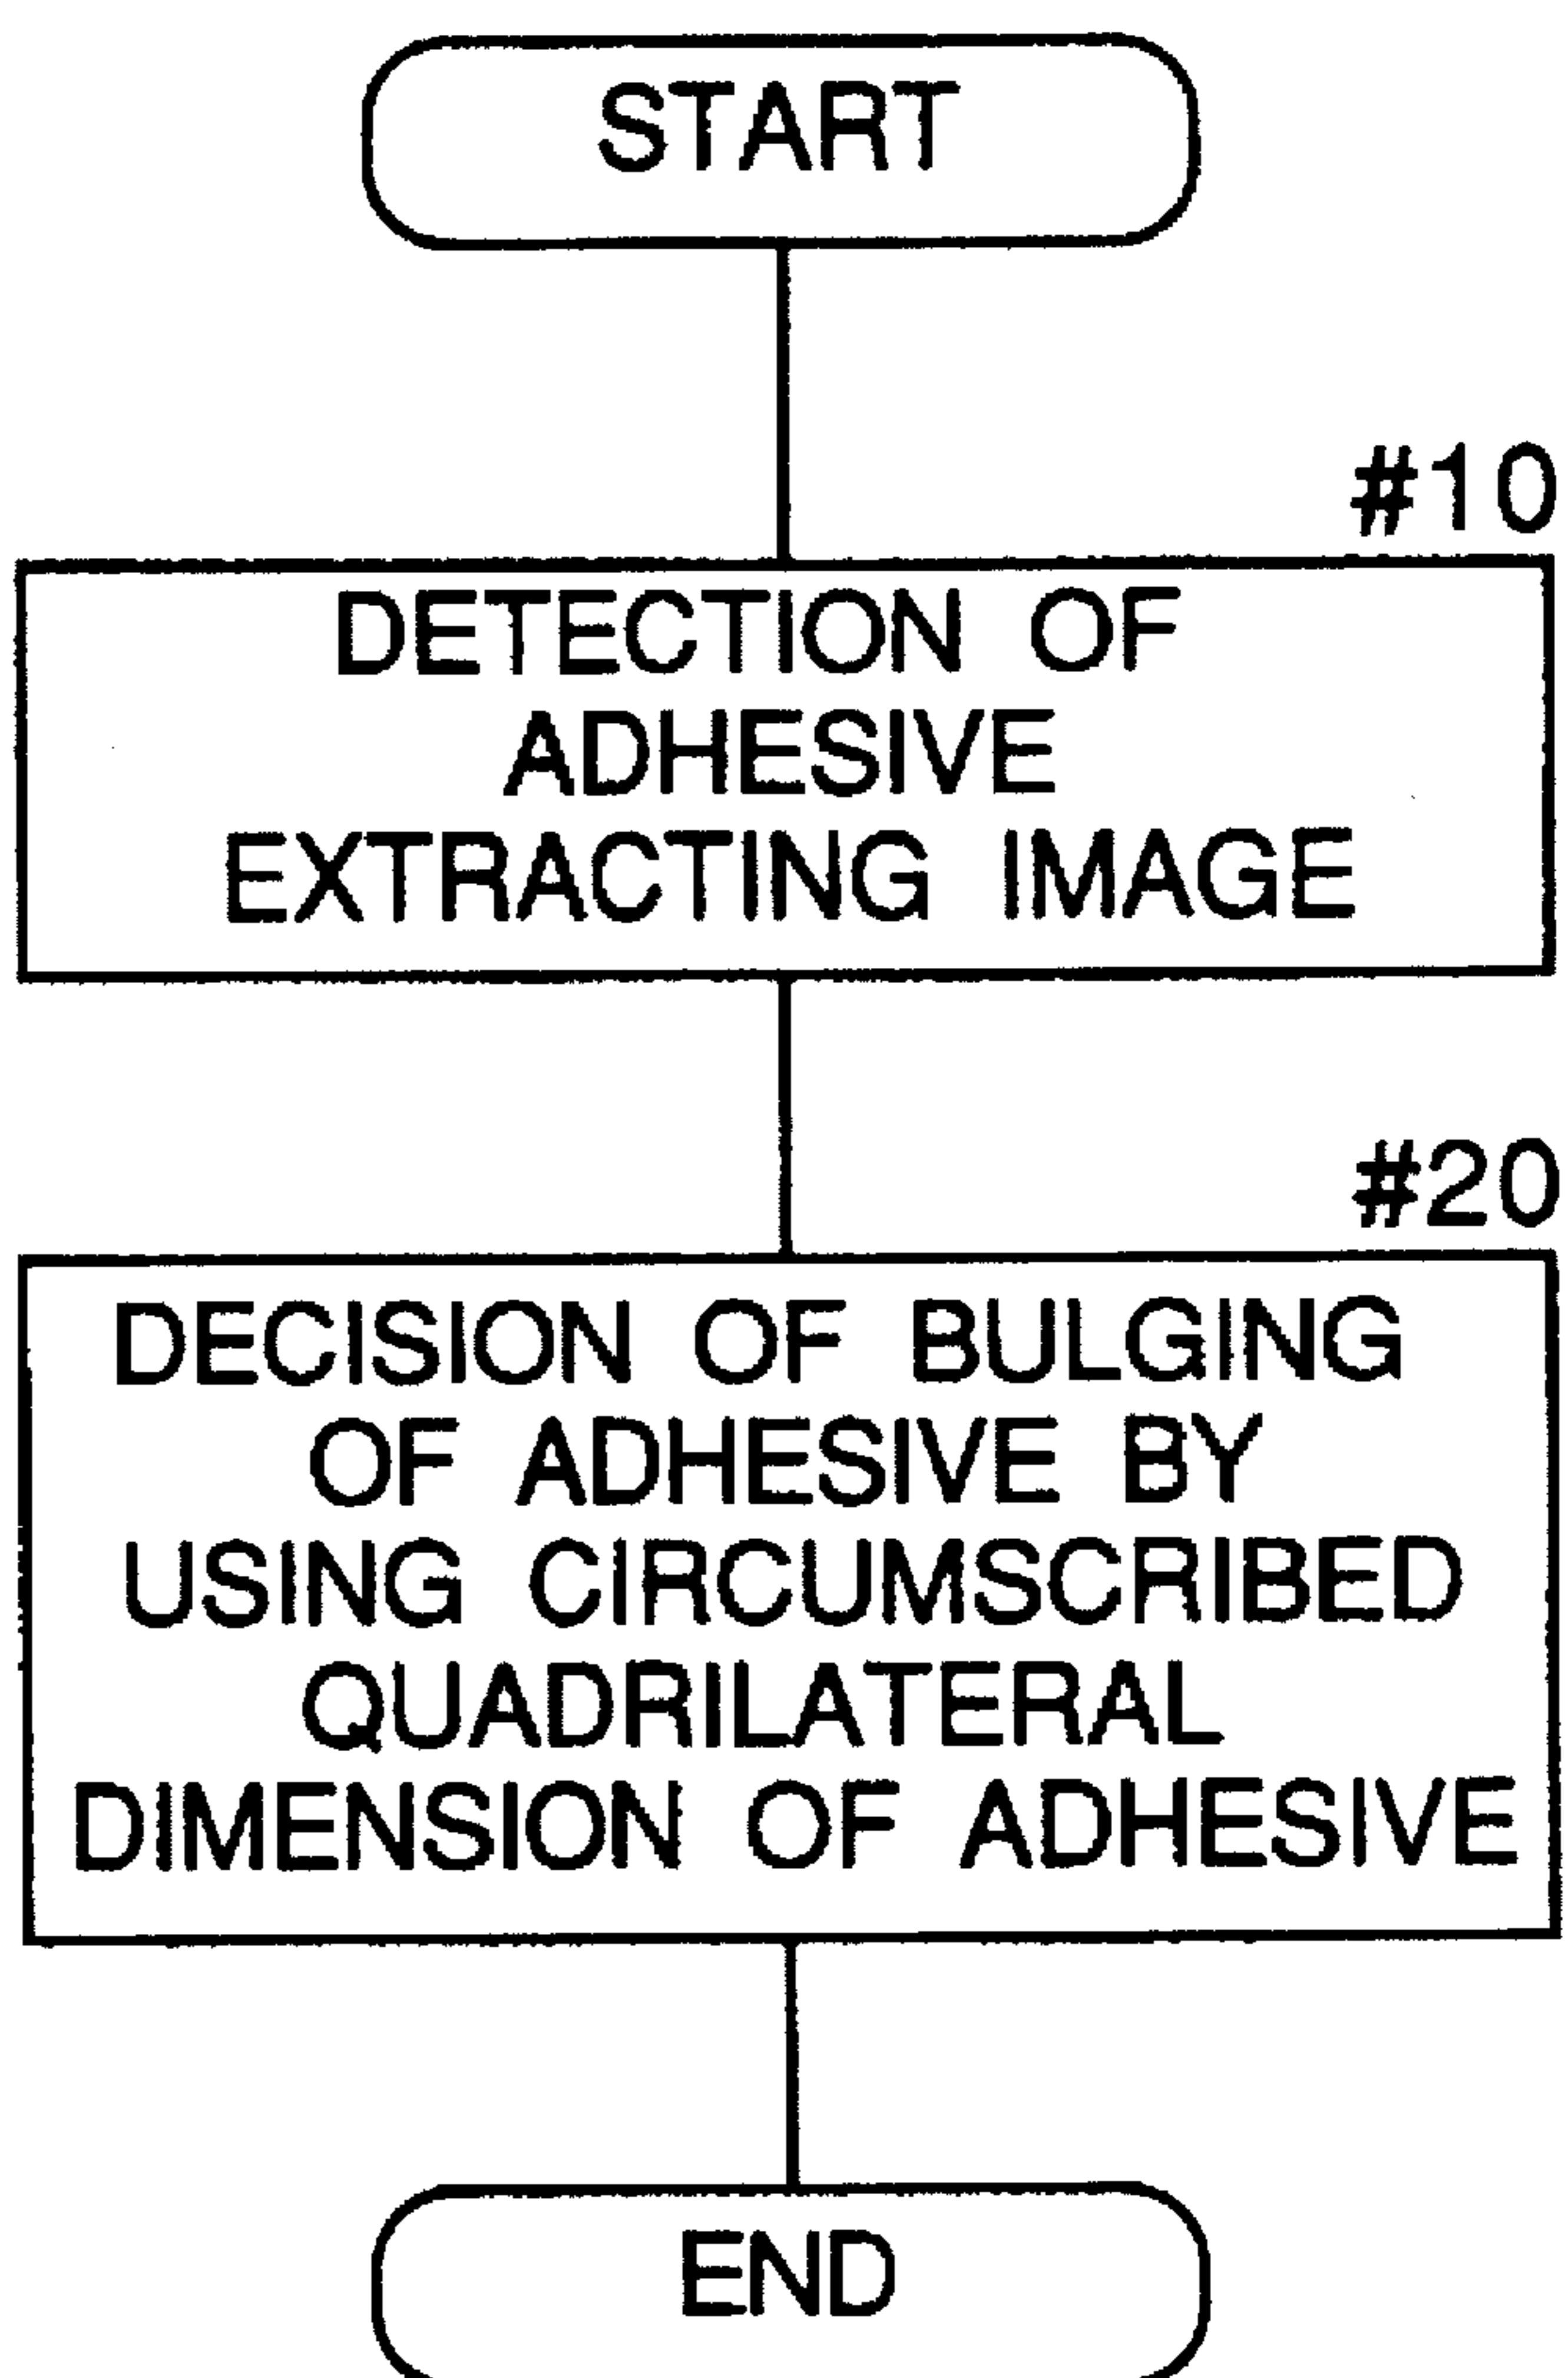 START
#10
DETECTION OF
ADHESIVE
EXTRACTING IMAGE
#20
DECISION OF BULGING
OF ADHESIVE BY
USING CIRCUMSCRIBED
QUADRILATERAL
DIMENSION OF ADHESIVE
END